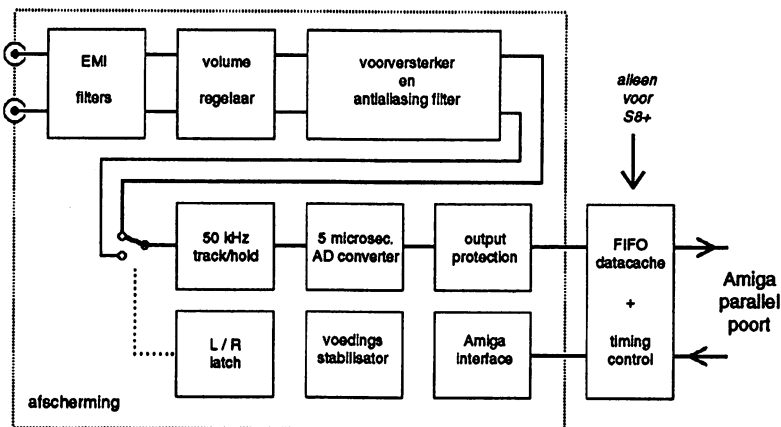 EMI
filters
volume
regelaar
voorversterker
en
antialiasing filter
alleen
voor
S8+
50 kHz
track/hold
5 microsec.
AD converter
output
protection
FIFO
datacache
+
timing
control
Amiga
parallel
poort
L / R
latch
voedings
stabilisator
Amiga
interface
afscherming